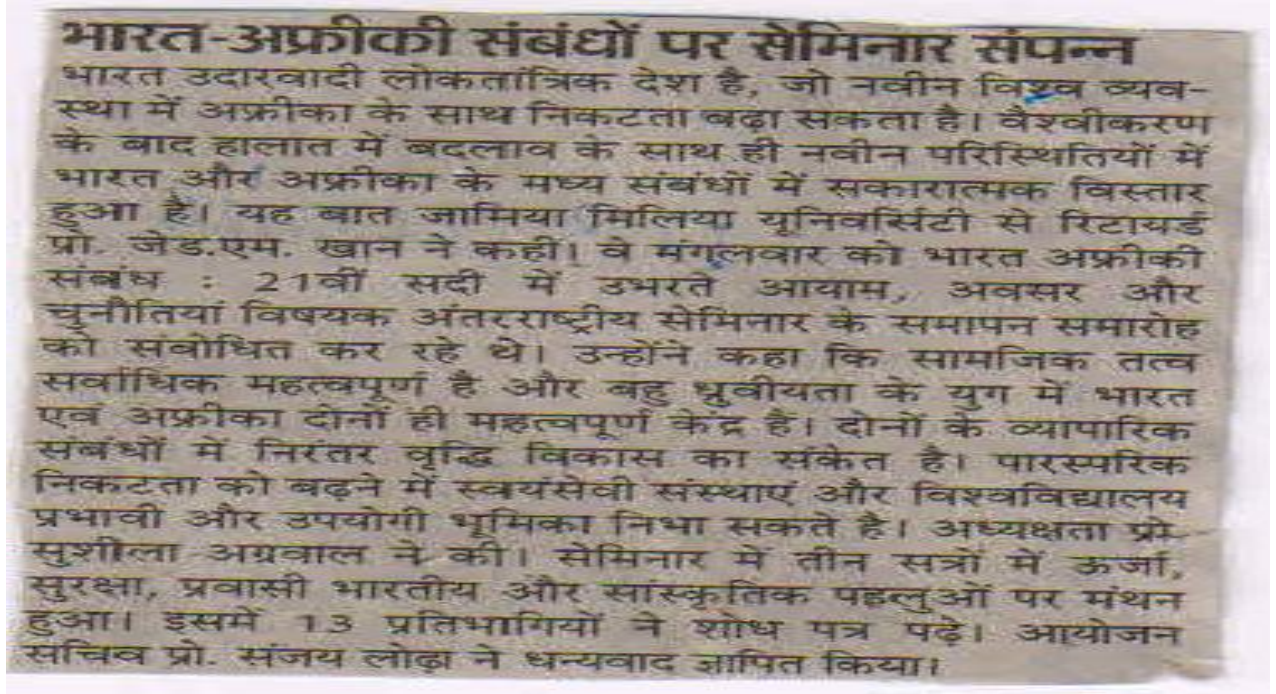 भारत-अफ्रीकी संबंधों पर सेमिनार संपन्न
भारत उदारवादी लोकतांत्रिक देश है, जो नवीन विश्व व्यव-
स्था में अफ्रीका के साथ निकटता बढ़ा सकता है। वैश्वीकरण
के बाद हालात में बदलाव के साथ ही नवीन परिस्थितियों में
भारत और अफ्रीका के मध्य संबंधों में सकारात्मक विस्तार
हुआ है। यह बात जामिया मिलिया यूनिवर्सिटी से रिटायर्ड
प्रो. जेड.एम. खान ने कही। वे मंगलवार को भारत अफ्रीकी
संबंध : 21वीं सदी में उभरते आयाम, अवसर और
चुनौतियां विषयक अंतरराष्ट्रीय सेमिनार के समापन समारोह
को संबोधित कर रहे थे। उन्होंने कहा कि सामजिक तत्व
सर्वाधिक महत्वपूर्ण है और बहु ध्रुवीयता के युग में भारत
एवं अफ्रीका दोनों ही महत्वपूर्ण केंद्र है। दोनों के व्यापारिक
संबंधों में निरंतर वृद्धि विकास का संकेत है। पारस्परिक
निकटता को बढ़ने में स्वयंसेवी संस्थाएं और विश्वविद्यालय
प्रभावी और उपयोगी भूमिका निभा सकते है। अध्यक्षता प्रो.
सुशीला अग्रवाल ने की। सेमिनार में तीन सत्रों में ऊर्जा,
सुरक्षा, प्रवासी भारतीय और सांस्कृतिक पहलुओं पर मंथन
हुआ। इसमें 13 प्रतिभागियों ने शोध पत्र पढ़े। आयोजन
सचिव प्रो. संजय लोढ़ा ने धन्यवाद ज्ञापित किया।